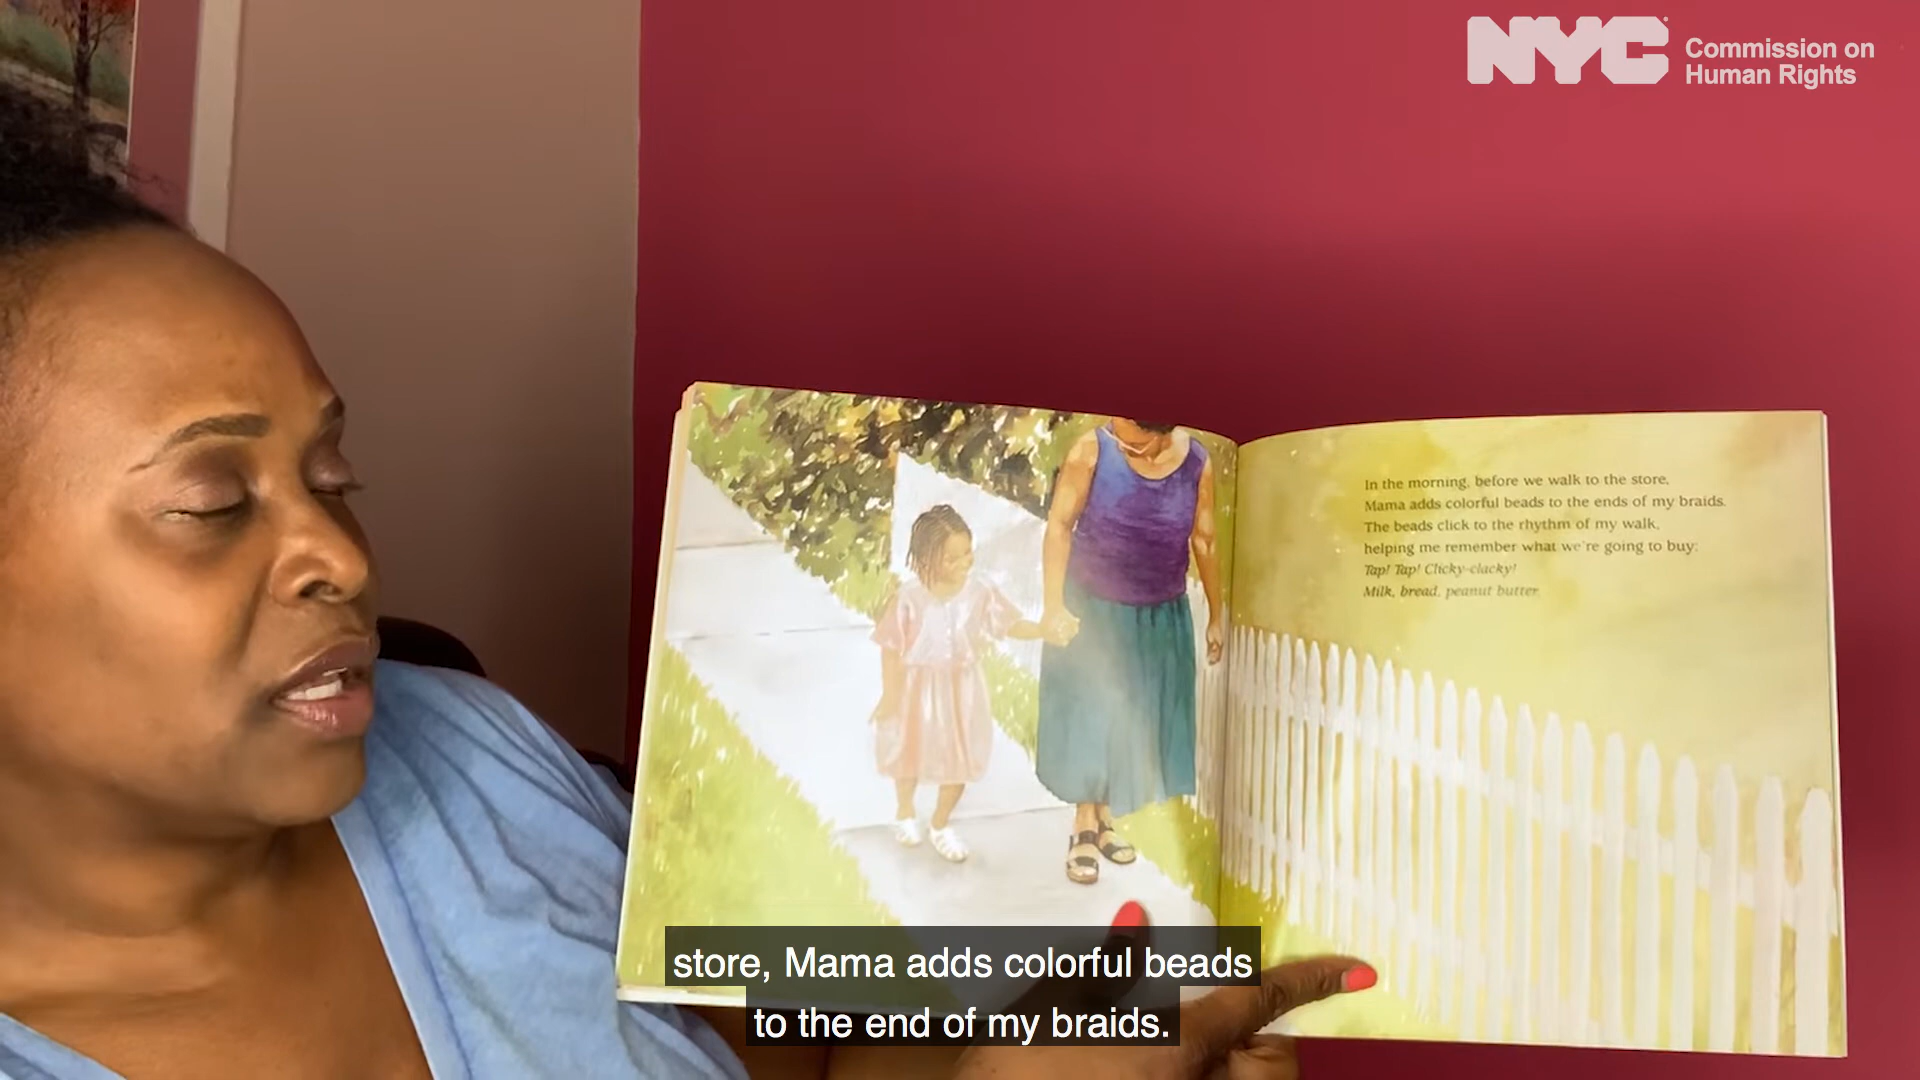 NYC
Commission on
Human Rights
In the morning, before we walk to the store,
Mama adds colorful beads to the ends of my braids.
The beads click to the rhythm of my walk,
helping me remember what we're going to buy:
Tap! Tap! Clicky-clacky!
Milk, bread, peanut butter.
store, Mama adds colorful beads
to the end of my braids.